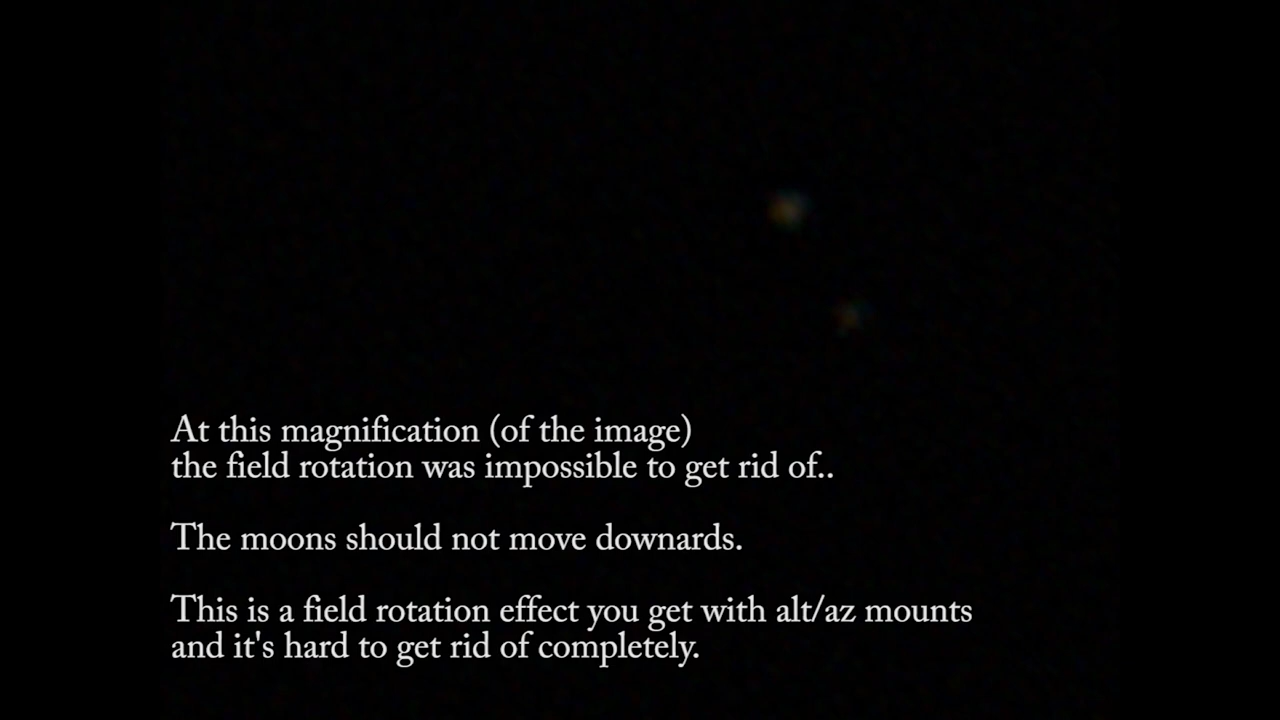 At this magnification (of the image)
the field rotation was impossible to get rid of..
The moons should not move downards.
This is a field rotation effect you get with alt/az mounts
and it's hard to get rid of completely.